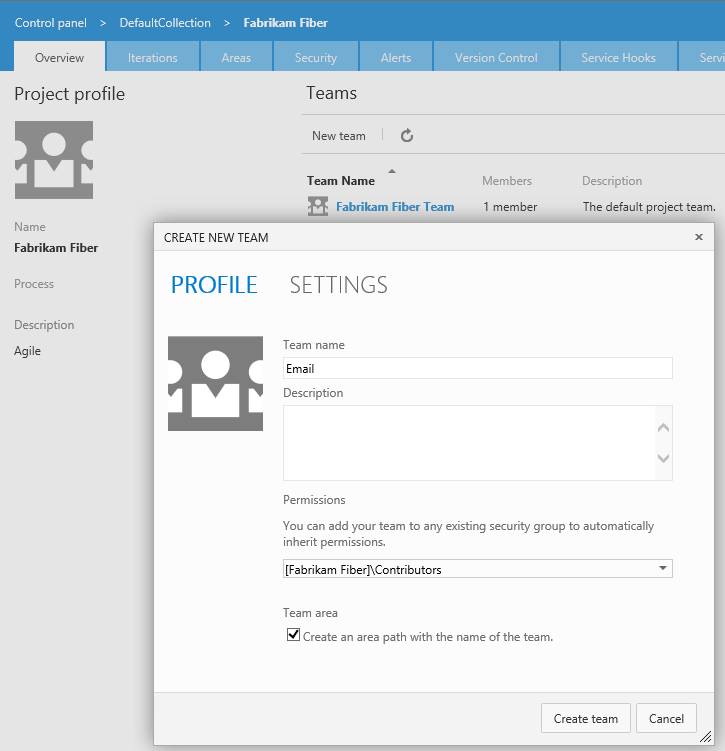 Control panel > DefaultCollection > Fabrikam Fiber
Overview Iterations Areas Security Alerts Version Control Service Hooks Servi
Project profile
Teams
New team
Team Name Members Description
Fabrikam Fiber Team 1 member The default project team.
Name
Fabrikam Fiber
Process
Description
Agile
CREATE NEW TEAM ×
PROFILE SETTINGS
Team name
Email
Description
Permissions
You can add your team to any existing security group to automatically
inherit permissions.
[Fabrikam Fiber]\Contributors
Team area
Create an area path with the name of the team.
Create team Cancel